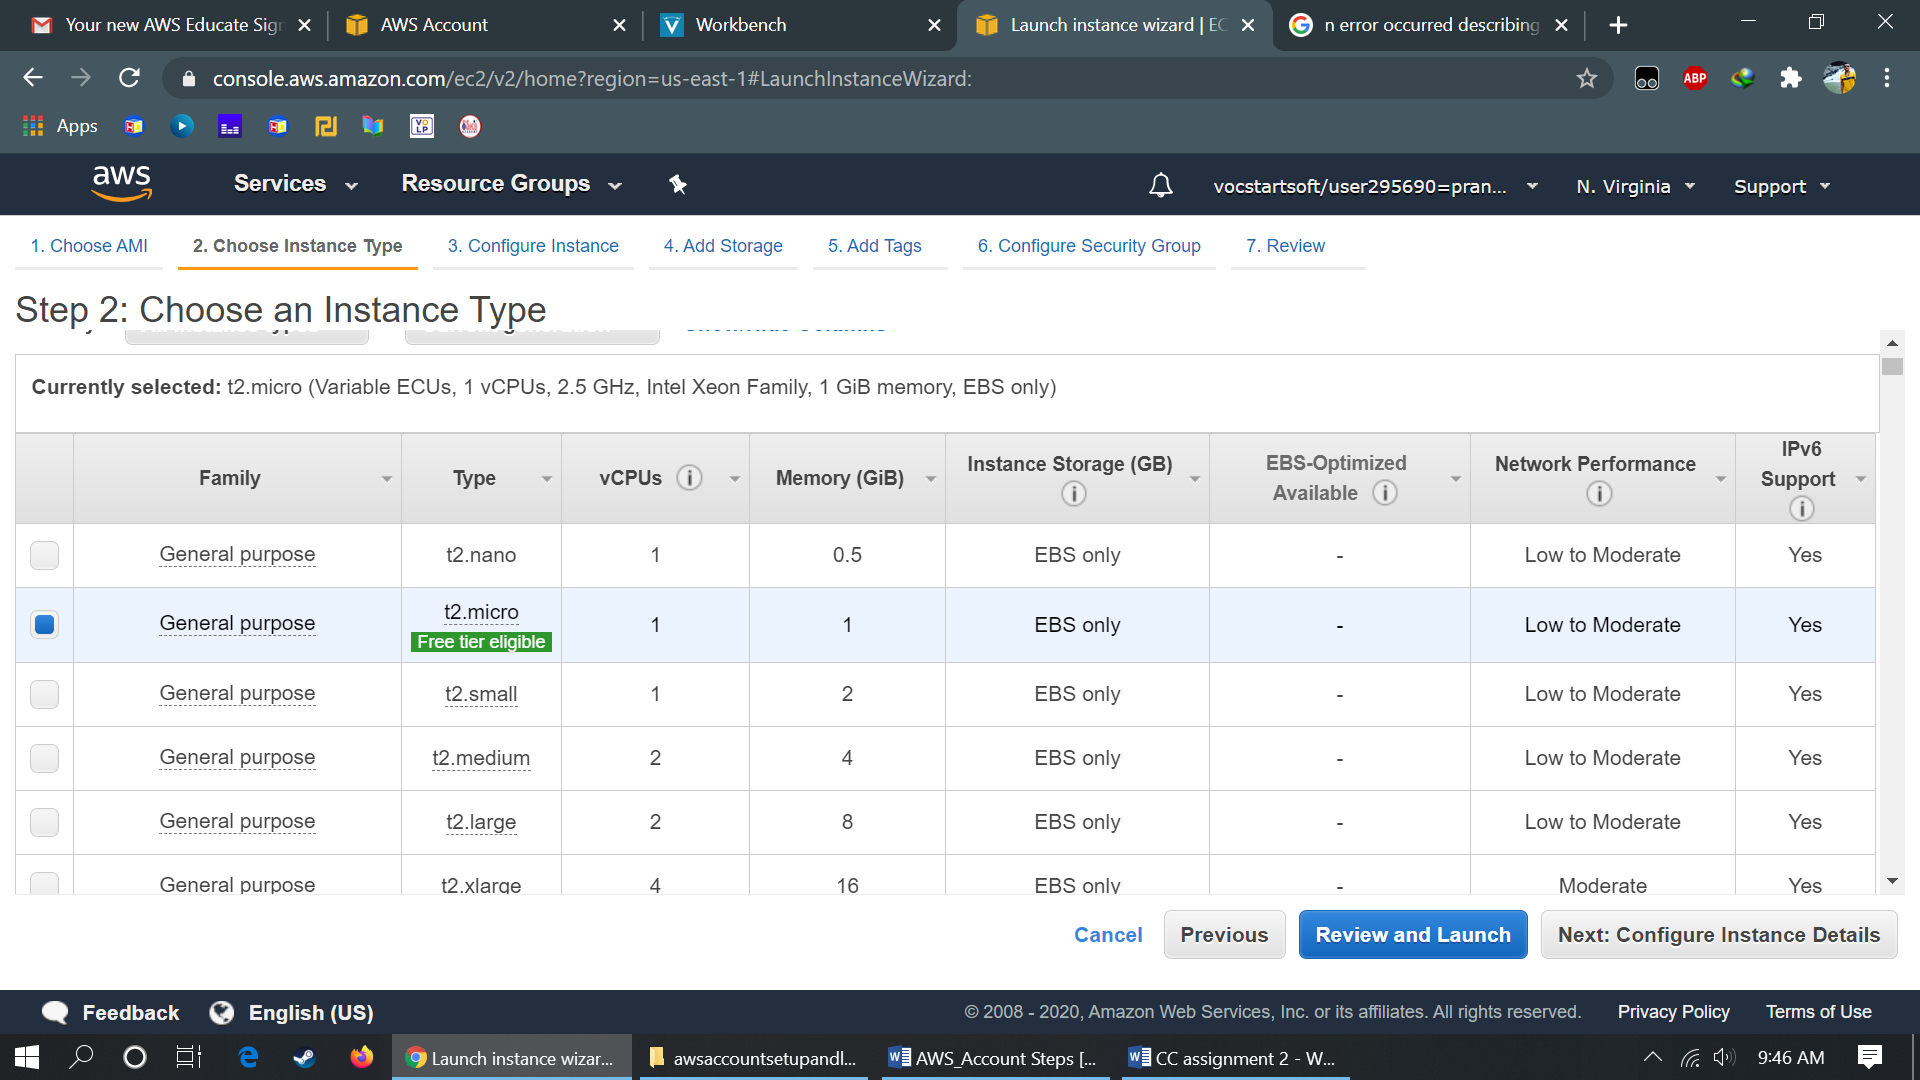 Your new AWS Educate Sig
AWS Account
Workbench
Launch instance wizard | EC
n error occurred describing
console.aws.amazon.com/ec2/v2/home?region=us-east-1#LaunchInstanceWizard:
ABP
Apps
VO
LP
aws
Services
Resource Groups
vocstartsoft/user295690=pran...
N. Virginia
Support
1. Choose AMI
2. Choose Instance Type
3. Configure Instance
4. Add Storage
5. Add Tags
6. Configure Security Group
7. Review
Step 2: Choose an Instance Type
Currently selected: t2.micro (Variable ECUs, 1 vCPUs, 2.5 GHz, Intel Xeon Family, 1 GiB memory, EBS only)
Family
Type
vCPUs
Memory (GiB)
Instance Storage (GB)
EBS-Optimized
Available
Network Performance
IPv6
Support
General purpose
t2.nano
1
0.5
EBS only
-
Low to Moderate
Yes
General purpose
t2.micro
Free tier eligible
1
1
EBS only
-
Low to Moderate
Yes
General purpose
t2.small
1
2
EBS only
-
Low to Moderate
Yes
General purpose
t2.medium
2
4
EBS only
-
Low to Moderate
Yes
General purpose
t2.large
2
8
EBS only
-
Low to Moderate
Yes
General purpose
t2.xlarge
4
16
EBS only
-
Moderate
Yes
Cancel
Previous
Review and Launch
Next: Configure Instance Details
Feedback
English (US)
© 2008 - 2020, Amazon Web Services, Inc. or its affiliates. All rights reserved.
Privacy Policy
Terms of Use
Launch instance wizar...
awsaccountsetupandl...
AWS_Account Steps [...
CC assignment 2 - W...
9:46 AM